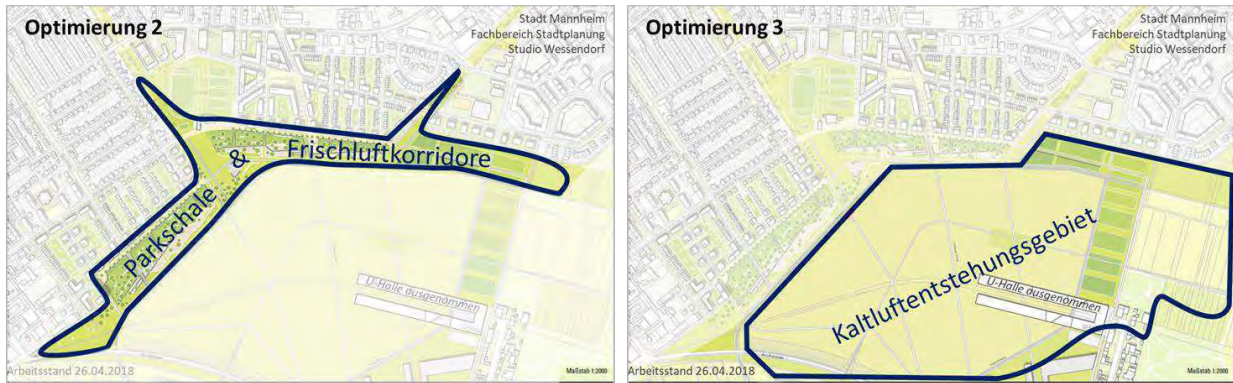 Optimierung 2
Stadt Mannheim
Fachbereich Stadtplanung
Studio Wessendorf
Parkschale & Frischluftkorridore
U-Halle ausgenommen
Arbeitsstand 26.04.2018
Maßstab 1:2000
Optimierung 3
Stadt Mannheim
Fachbereich Stadtplanung
Studio Wessendorf
Kaltluftentstehungsgebiet
U-Halle ausgenommen
Arbeitsstand 26.04.2018
Maßstab 1:2000